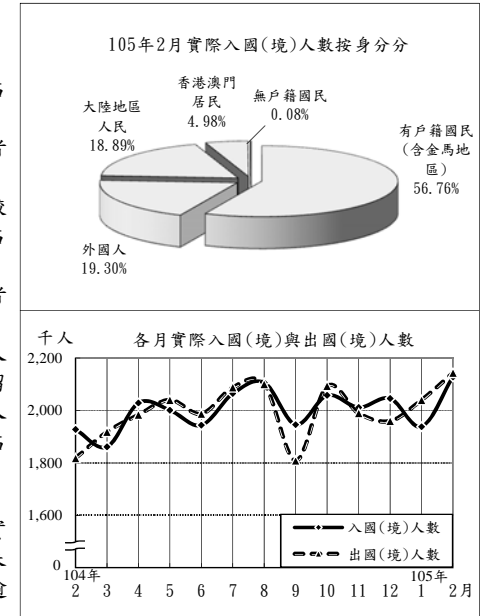 105年2月實際入國(境)人數按身分分
香港澳門
居民
4.98%
無戶籍國民
0.08%
大陸地區
人民
18.89%
有戶籍國民
(含金馬地
區)
56.76%
外國人
19.30%
千人
各月實際入國(境)與出國(境)人數
2,200
2,000
1,800
1,600
0
入國(境)人數
出國(境)人數
104年 105年
2 3 4 5 6 7 8 9 10 11 12 1 2月